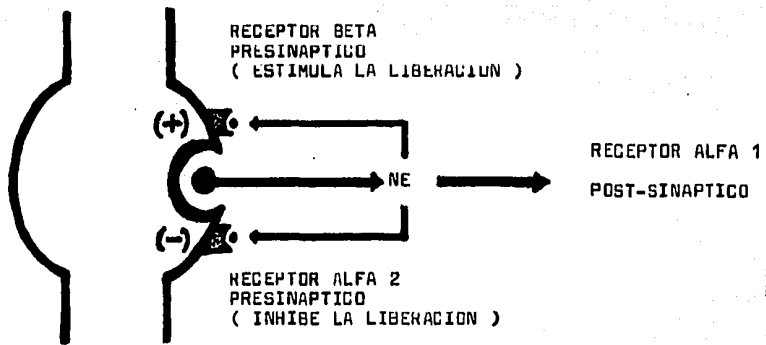 RECEPTOR BETA
PRESINAPTICO
( ESTIMULA LA LIBERACION )
(+)
NE
RECEPTOR ALFA 1
POST-SINAPTICO
(-)
RECEPTOR ALFA 2
PRESINAPTICO
( INHIBE LA LIBERACION )